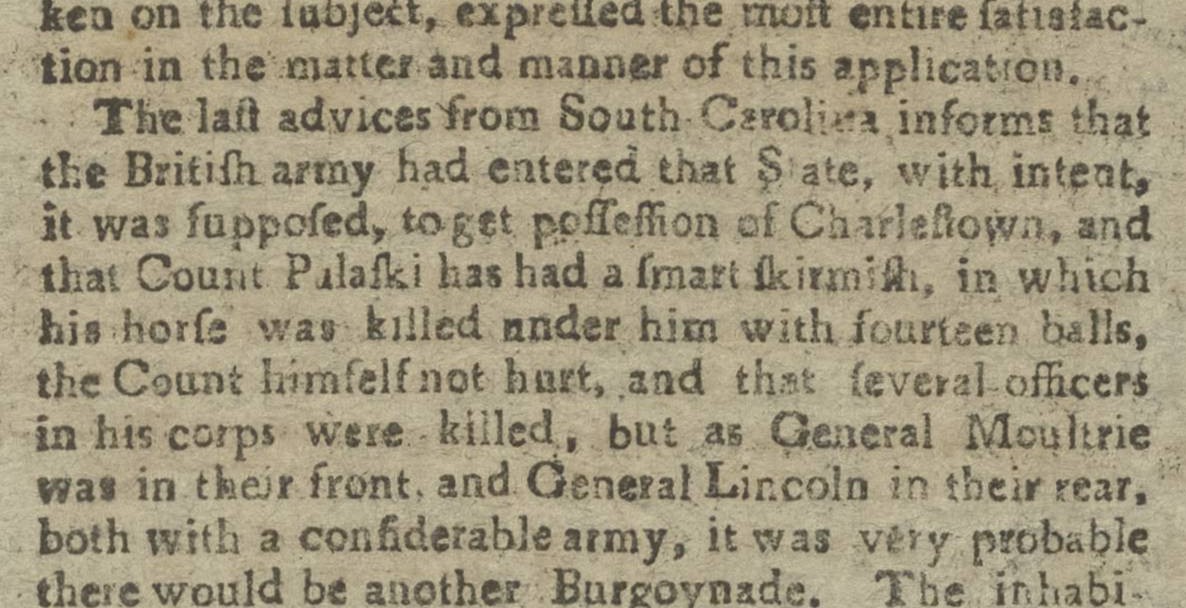 ken on the ſubject, expreſſed the moſt entire ſatisfac-
tion in the matter and manner of this application.
The laſt advices from South Carolina informs that
the Britiſh army had entered that State, with intent,
it was ſuppoſed, to get poſſeſſion of Charleſtown, and
that Count Pulaſki has had a ſmart ſkirmiſh, in which
his horſe was killed under him with fourteen balls,
the Count himſelf not hurt, and that ſeveral officers
in his corps were killed, but as General Moultrie
was in their front, and General Lincoln in their rear,
both with a conſiderable army, it was very probable
there would be another Burgoynade. The inhabi-